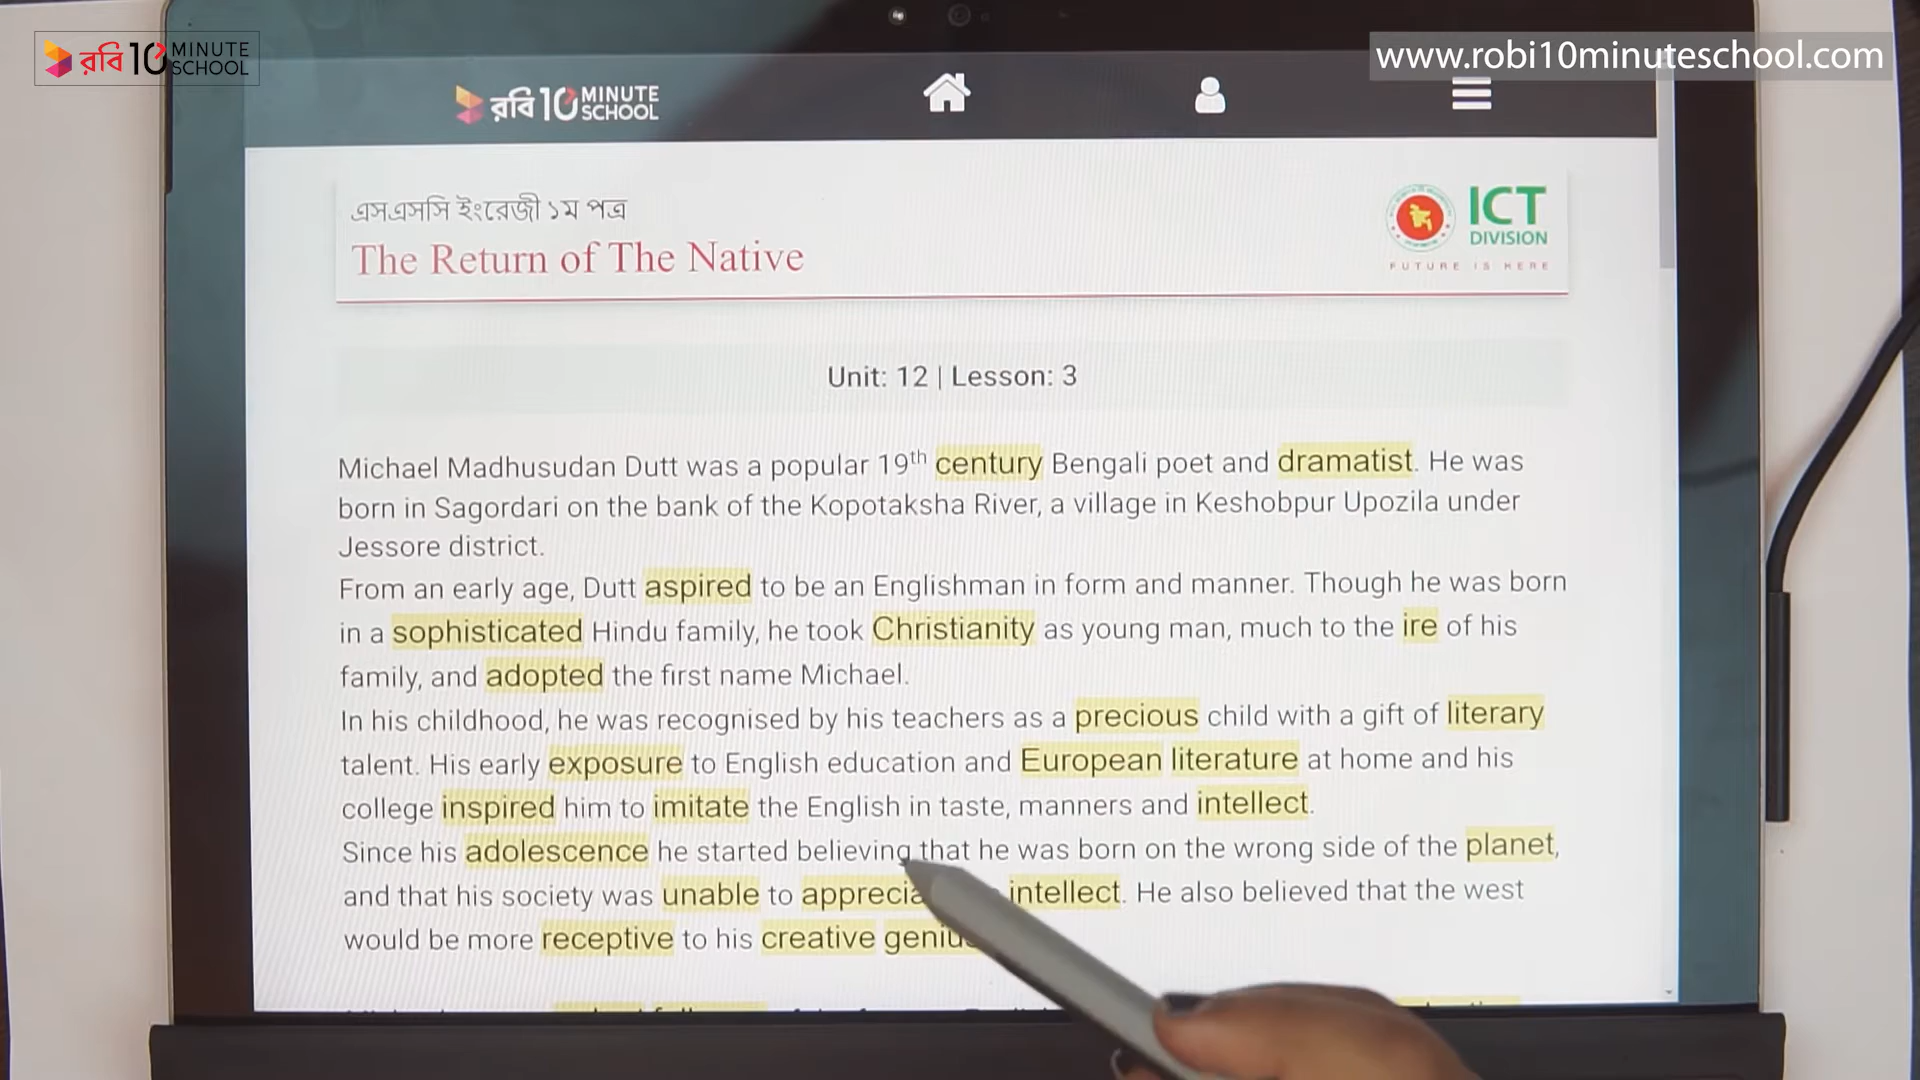 রবি 10 MINUTE SCHOOL
www.robi10minuteschool.com
রবি 10 MINUTE SCHOOL
এসএসসি ইংরেজী ১ম পত্র
The Return of The Native
ICT
DIVISION
FUTURE IS HERE
Unit: 12 | Lesson: 3
Michael Madhusudan Dutt was a popular 19th century Bengali poet and dramatist. He was
born in Sagordari on the bank of the Kopotaksha River, a village in Keshobpur Upozila under
Jessore district.
From an early age, Dutt aspired to be an Englishman in form and manner. Though he was born
in a sophisticated Hindu family, he took Christianity as young man, much to the ire of his
family, and adopted the first name Michael.
In his childhood, he was recognised by his teachers as a precious child with a gift of literary
talent. His early exposure to English education and European literature at home and his
college inspired him to imitate the English in taste, manners and intellect.
Since his adolescence he started believing that he was born on the wrong side of the planet,
and that his society was unable to intellect. He also believed that the west
would be more receptive to his creative